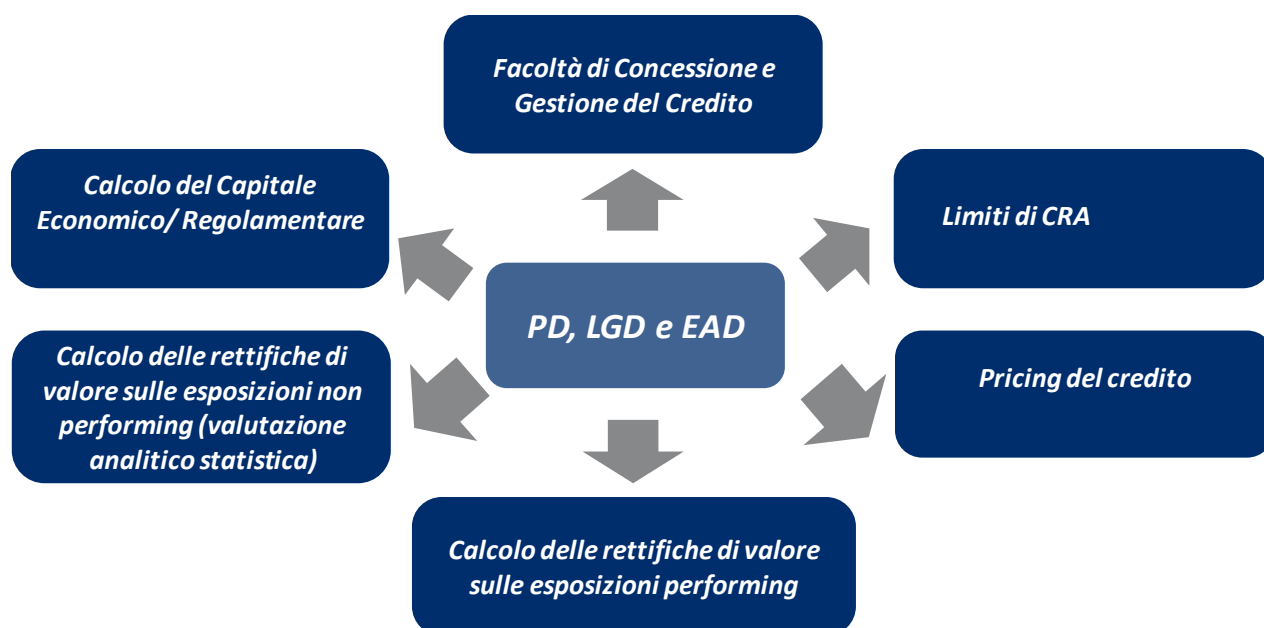 Facoltà di Concessione e
Gestione del Credito
Calcolo del Capitale
Economico/ Regolamentare
Limiti di CRA
PD, LGD e EAD
Calcolo delle rettifiche di
valore sulle esposizioni non
performing (valutazione
analitico statistica)
Pricing del credito
Calcolo delle rettifiche di valore
sulle esposizioni performing